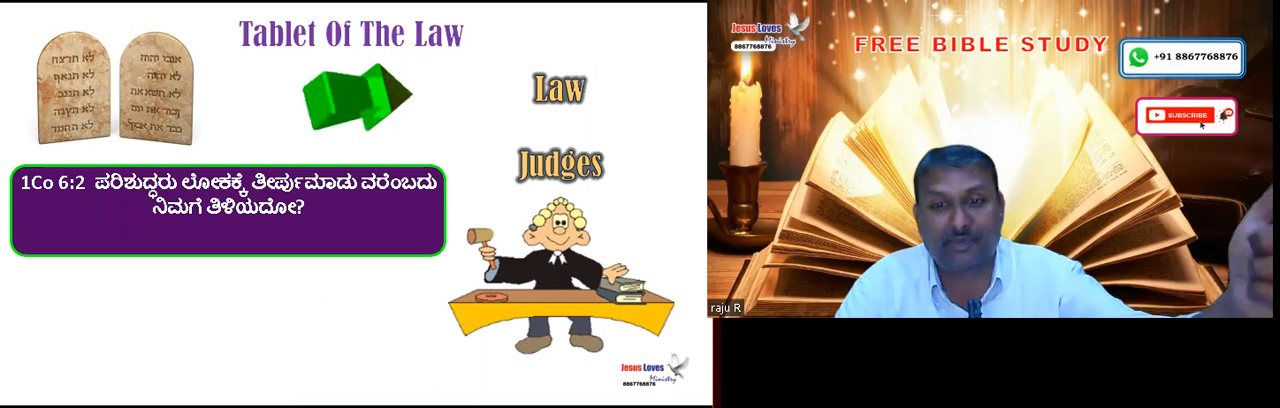 Tablet Of The Law
Law
Judges
1Co 6:2 ಪರಿಶುದ್ಧರು ಲೋಕಕ್ಕೆ ತೀರ್ಪುಮಾಡು ವರೆಂಬದು
ನಿಮಗೆ ತಿಳಿಯದೋ?
Jesus Loves
Ministry
8867768876
Jesus Loves
Ministry
8867768876
FREE BIBLE STUDY
+91 8867768876
SUBSCRIBE
raju R